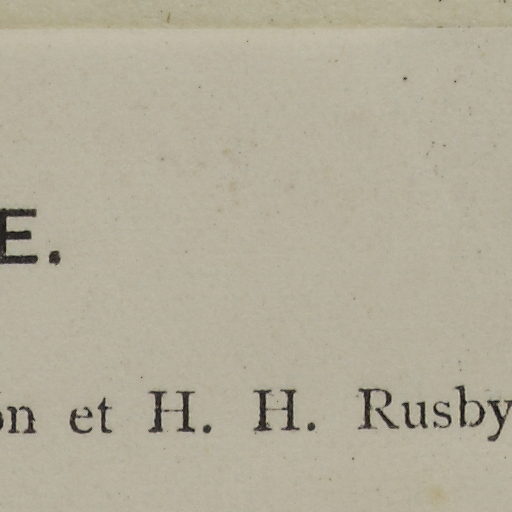 E.
on et H. H. Rusby